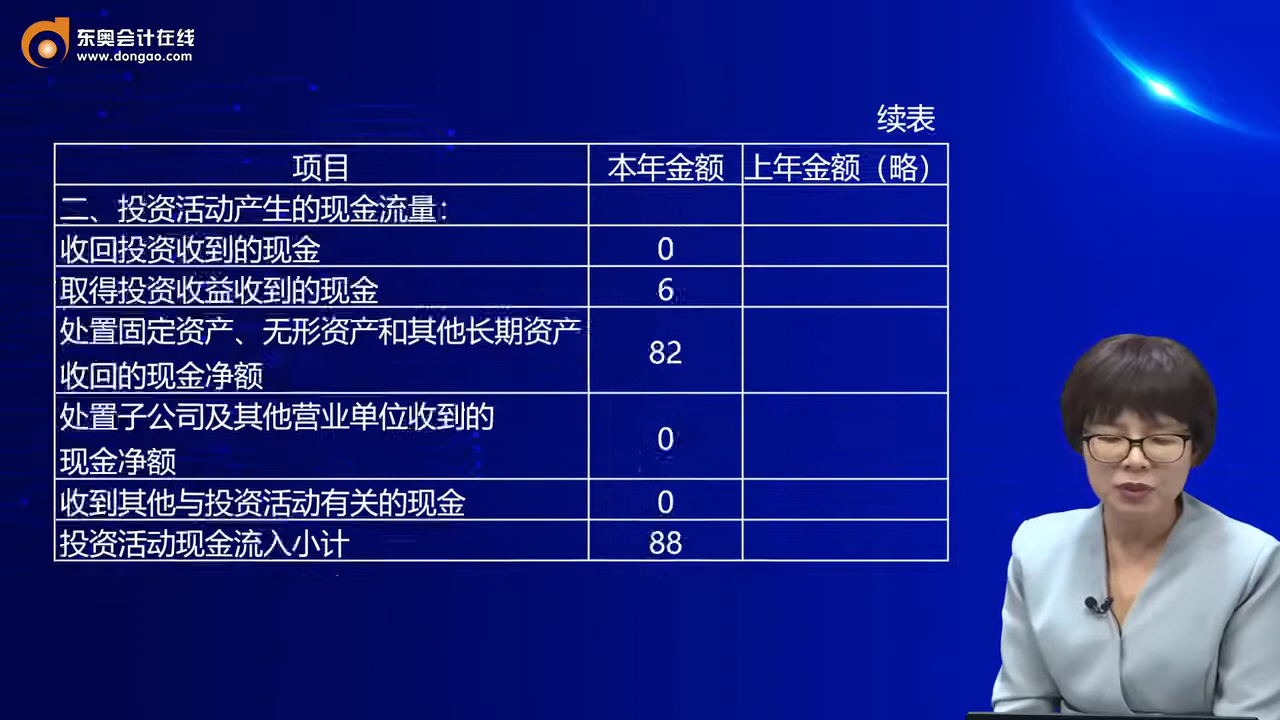 东奥会计在线
www.dongao.com
续表
项目 本年金额 上年金额（略）
二、投资活动产生的现金流量：
收回投资收到的现金 0
取得投资收益收到的现金 6
处置固定资产、无形资产和其他长期资产
收回的现金净额 82
处置子公司及其他营业单位收到的
现金净额 0
收到其他与投资活动有关的现金 0
投资活动现金流入小计 88